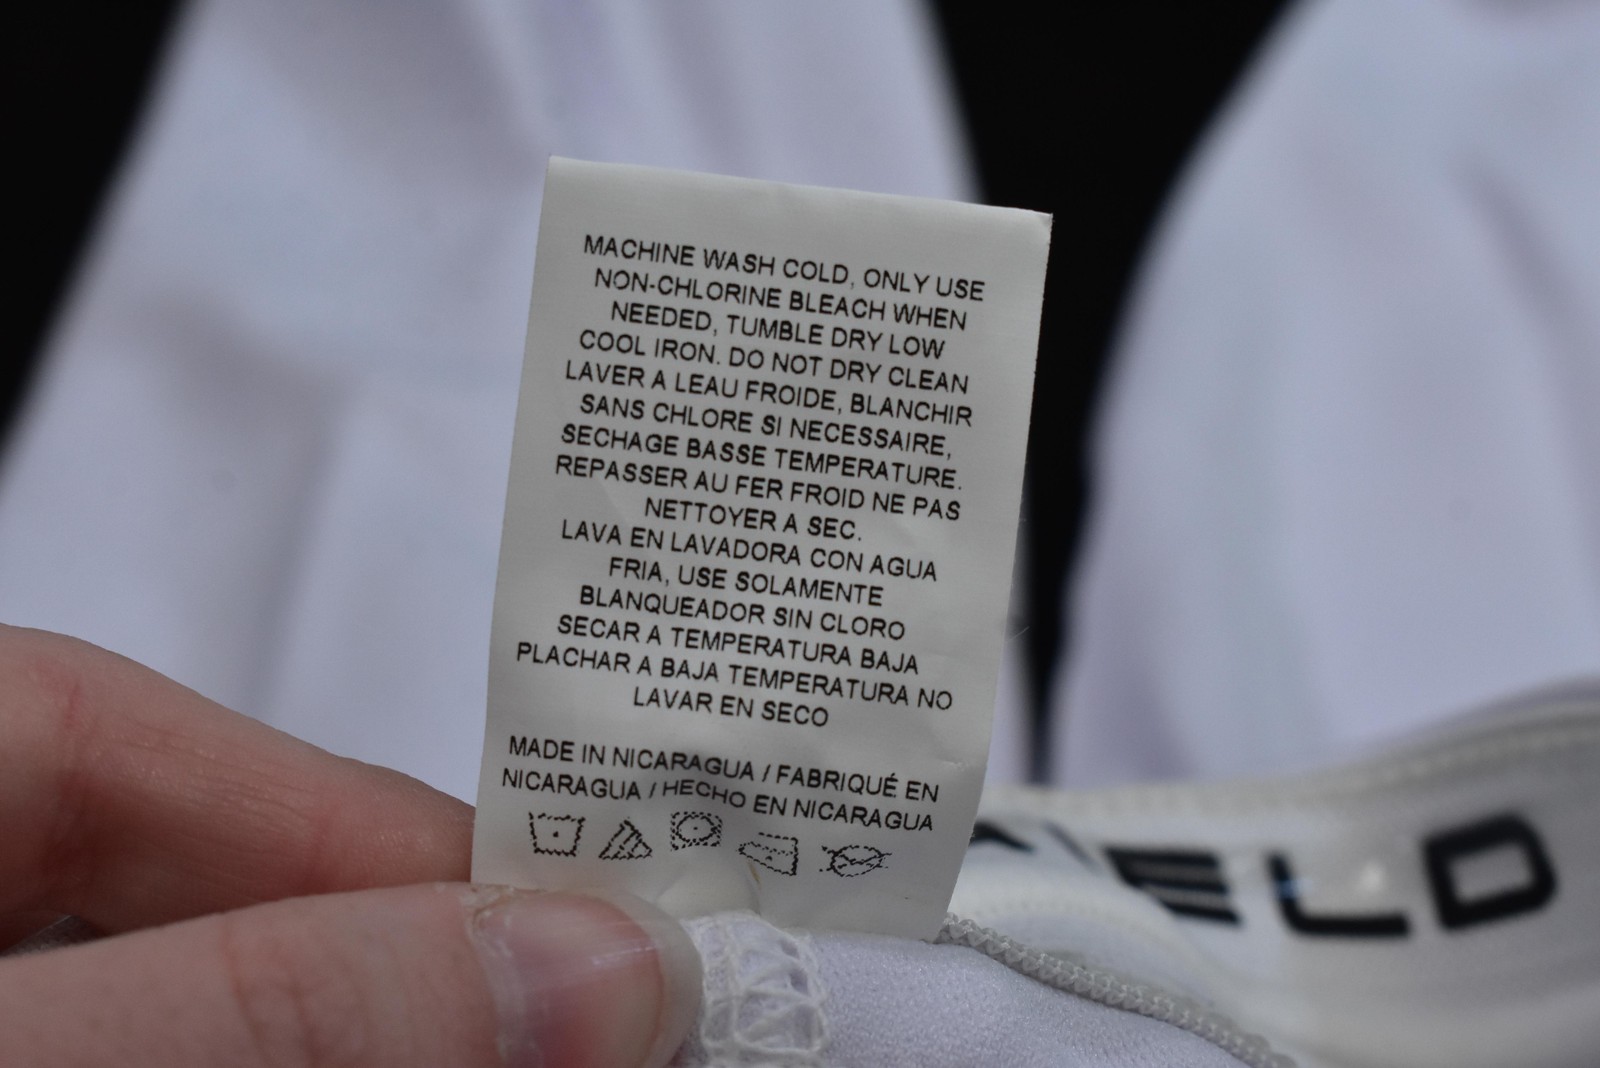 MACHINE WASH COLD, ONLY USE
NON-CHLORINE BLEACH WHEN
NEEDED, TUMBLE DRY LOW
COOL IRON. DO NOT DRY CLEAN
LAVER A LEAU FROIDE, BLANCHIR
SANS CHLORE SI NECESSAIRE,
SECHAGE BASSE TEMPERATURE.
REPASSER AU FER FROID NE PAS
NETTOYER A SEC.
LAVA EN LAVADORA CON AGUA
FRIA, USE SOLAMENTE
BLANQUEADOR SIN CLORO
SECAR A TEMPERATURA BAJA
PLACHAR A BAJA TEMPERATURA NO
LAVAR EN SECO
MADE IN NICARAGUA / FABRIQUÉ EN
NICARAGUA / HECHO EN NICARAGUA